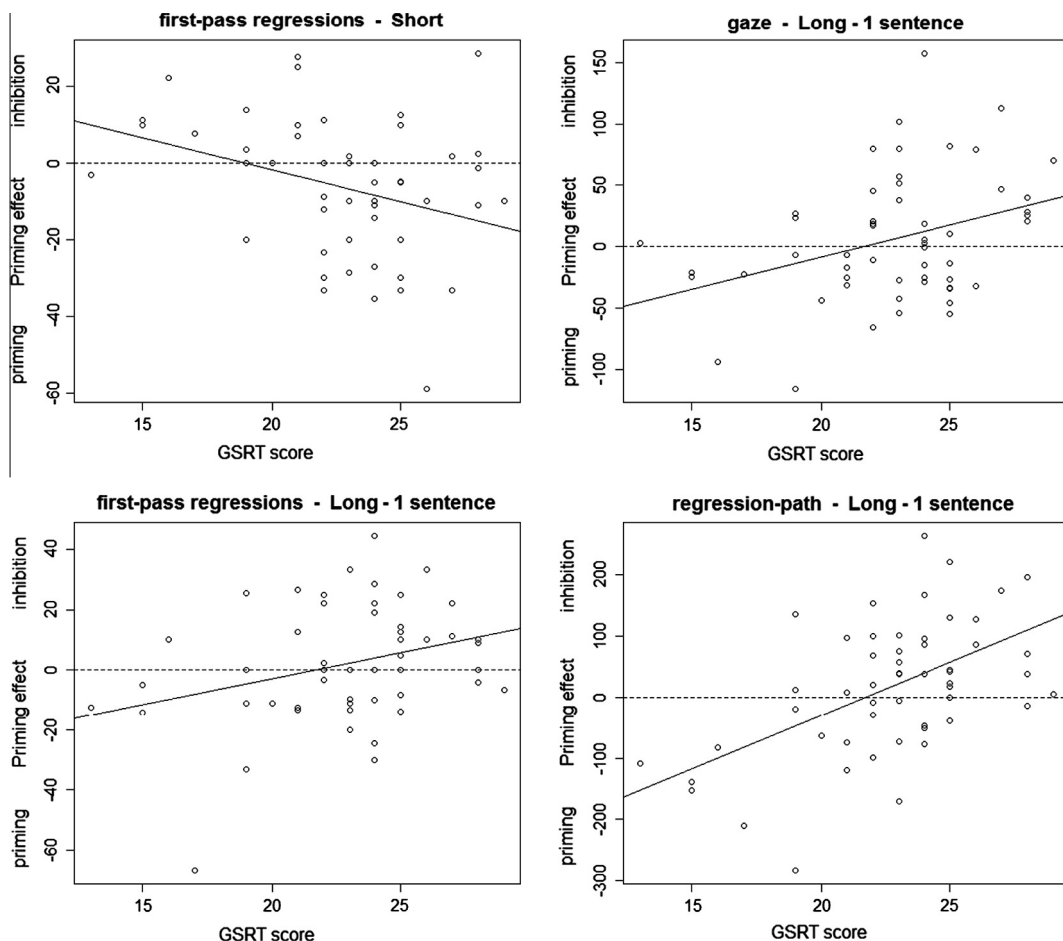 first-pass regressions - Short
inhibition
Priming effect
priming
20
0
-20
-40
-60
15 20 25
GSRT score
gaze - Long - 1 sentence
inhibition
Priming effect
priming
150
100
50
0
-50
-100
15 20 25
GSRT score
first-pass regressions - Long - 1 sentence
inhibition
Priming effect
priming
40
20
0
-20
-40
-60
15 20 25
GSRT score
regression-path - Long - 1 sentence
inhibition
Priming effect
priming
200
100
0
-100
-200
-300
15 20 25
GSRT score